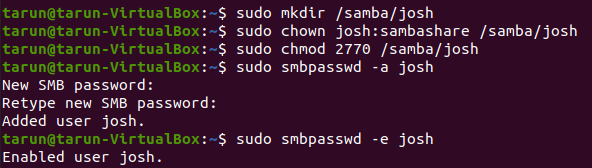 tarun@tarun-VirtualBox:~$ sudo mkdir /samba/josh
tarun@tarun-VirtualBox:~$ sudo chown josh:sambashare /samba/josh
tarun@tarun-VirtualBox:~$ sudo chmod 2770 /samba/josh
tarun@tarun-VirtualBox:~$ sudo smbpasswd -a josh
New SMB password:
Retype new SMB password:
Added user josh.
tarun@tarun-VirtualBox:~$ sudo smbpasswd -e josh
Enabled user josh.